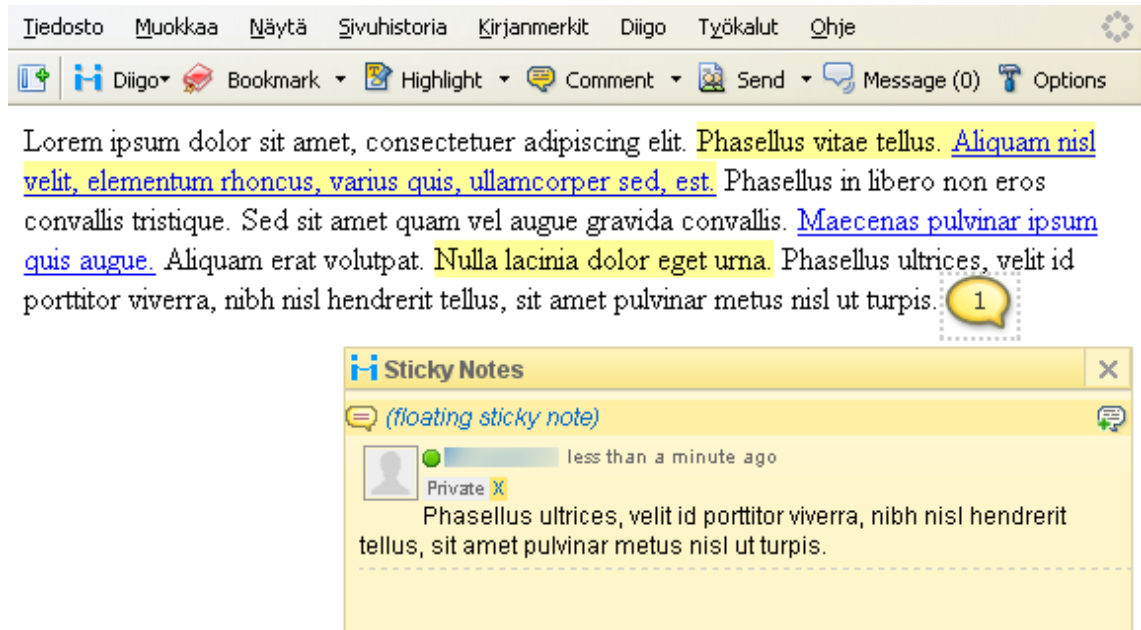 Tiedosto Muokkaa Näytä Sivuhistoria Kirjanmerkit Diigo Työkalut Ohje
Diigo Bookmark Highlight Comment Send Message (0) Options
Lorem ipsum dolor sit amet, consectetuer adipiscing elit. Phasellus vitae tellus. Aliquam nisl
velit, elementum rhoncus, varius quis, ullamcorper sed, est. Phasellus in libero non eros
convallis tristique. Sed sit amet quam vel augue gravida convallis. Maecenas pulvinar ipsum
quis augue. Aliquam erat volutpat. Nulla lacinia dolor eget urna. Phasellus ultrices, velit id
porttitor viverra, nibh nisl hendrerit tellus, sit amet pulvinar metus nisl ut turpis. 1
Sticky Notes
(floating sticky note)
less than a minute ago
Private X
Phasellus ultrices, velit id porttitor viverra, nibh nisl hendrerit
tellus, sit amet pulvinar metus nisl ut turpis.